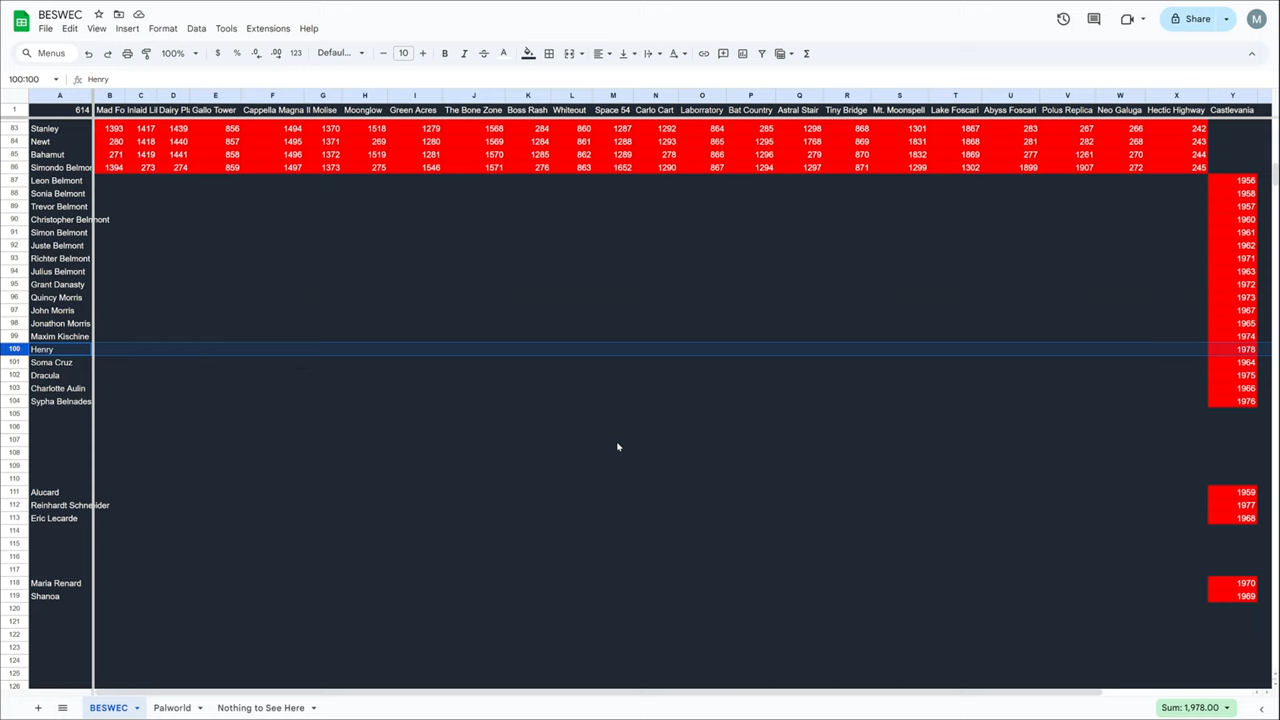 BESWEC
File Edit View Insert Format Data Tools Extensions Help
Share
M
Menus 100% $ % .0 .00 123 Defaul... 10 B I A Σ
100:100 fx Henry
A B C D E F G H I J K L M N O P Q R S T U V W X Y
1 614 Mad Fo Inlaid Lil Dairy Pl Gallo Tower Cappella Magna II Molise Moonglow Green Acres The Bone Zone Boss Rash Whiteout Space 54 Carlo Cart Laborratory Bat Country Astral Stair Tiny Bridge Mt. Moonspell Lake Foscari Abyss Foscari Polus Replica Neo Galuga Hectic Highway Castlevania
83 Stanley 1393 1417 1439 856 1494 1370 1518 1279 1568 284 860 1287 1292 864 285 1298 868 1301 1867 283 267 266 242
84 Newt 280 1418 1440 857 1495 1371 269 1280 1569 1284 861 1288 1293 865 1295 1768 869 1831 1868 281 282 268 243
85 Bahamut 271 1419 1441 858 1496 1372 1519 1281 1570 1285 862 1289 278 866 1296 279 870 1832 1869 277 1261 270 244
86 Simondo Belmon 1394 273 274 859 1497 1373 275 1546 1571 276 863 1652 1290 867 1294 1297 871 1299 1302 1899 1907 272 245
87 Leon Belmont 1956
88 Sonia Belmont 1958
89 Trevor Belmont 1957
90 Christopher Belmont 1960
91 Simon Belmont 1961
92 Juste Belmont 1962
93 Richter Belmont 1971
94 Julius Belmont 1963
95 Grant Danasty 1972
96 Quincy Morris 1973
97 John Morris 1967
98 Jonathon Morris 1965
99 Maxim Kischine 1974
100 Henry 1978
101 Soma Cruz 1964
102 Dracula 1975
103 Charlotte Aulin 1966
104 Sypha Belnades 1976
105
106
107
108
109
110
111 Alucard 1959
112 Reinhardt Schneider 1977
113 Eric Lecarde 1968
114
115
116
117
118 Maria Renard 1970
119 Shanoa 1969
120
121
122
123
124
125
126
BESWEC Palworld Nothing to See Here Sum: 1,978.00